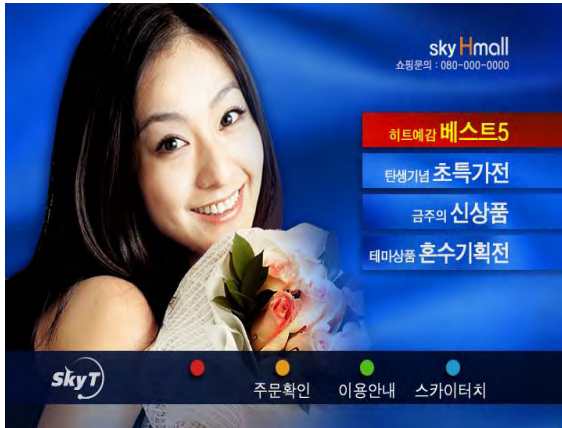 sky Hmall
쇼핑문의 : 080-000-0000
히트예감 베스트5
탄생기념 초특가전
금주의 신상품
테마상품 혼수기획전
SkyT
주문확인 이용안내 스카이터치